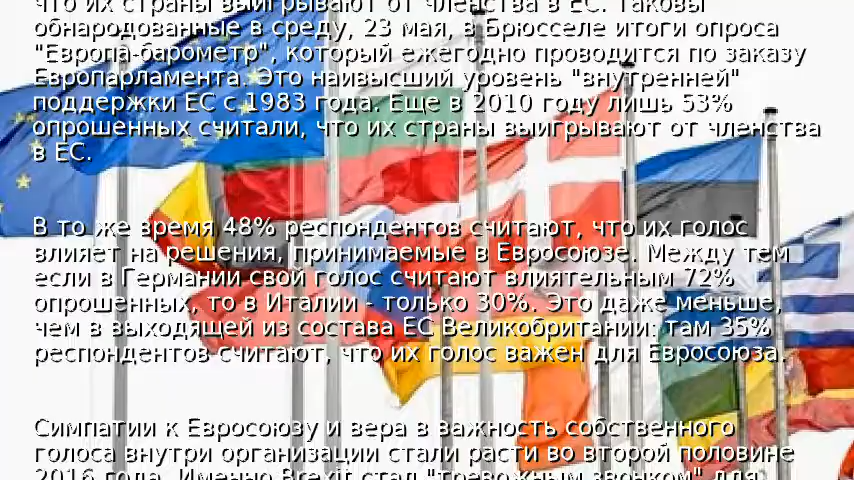 что их страны выигрывают от членства в ЕС. Таковы
обнародованные в среду, 23 мая, в Брюсселе итоги опроса
"Европа-барометр", который ежегодно проводится по заказу
Европарламента. Это наивысший уровень "внутренней"
поддержки ЕС с 1983 года. Еще в 2010 году лишь 53%
опрошенных считали, что их страны выигрывают от членства
в ЕС.
В то же время 48% респондентов считают, что их голос
влияет на решения, принимаемые в Евросоюзе. Между тем
если в Германии свой голос считают влиятельным 72%
опрошенных, то в Италии - только 30%. Это даже меньше,
чем в выходящей из состава ЕС Великобритании: там 35%
респондентов считают, что их голос важен для Евросоюза.
Симпатии к Евросоюзу и вера в важность собственного
голоса внутри организации стали расти во второй половине
2016 года. Именно Brexit стал "тревожным звонком" для